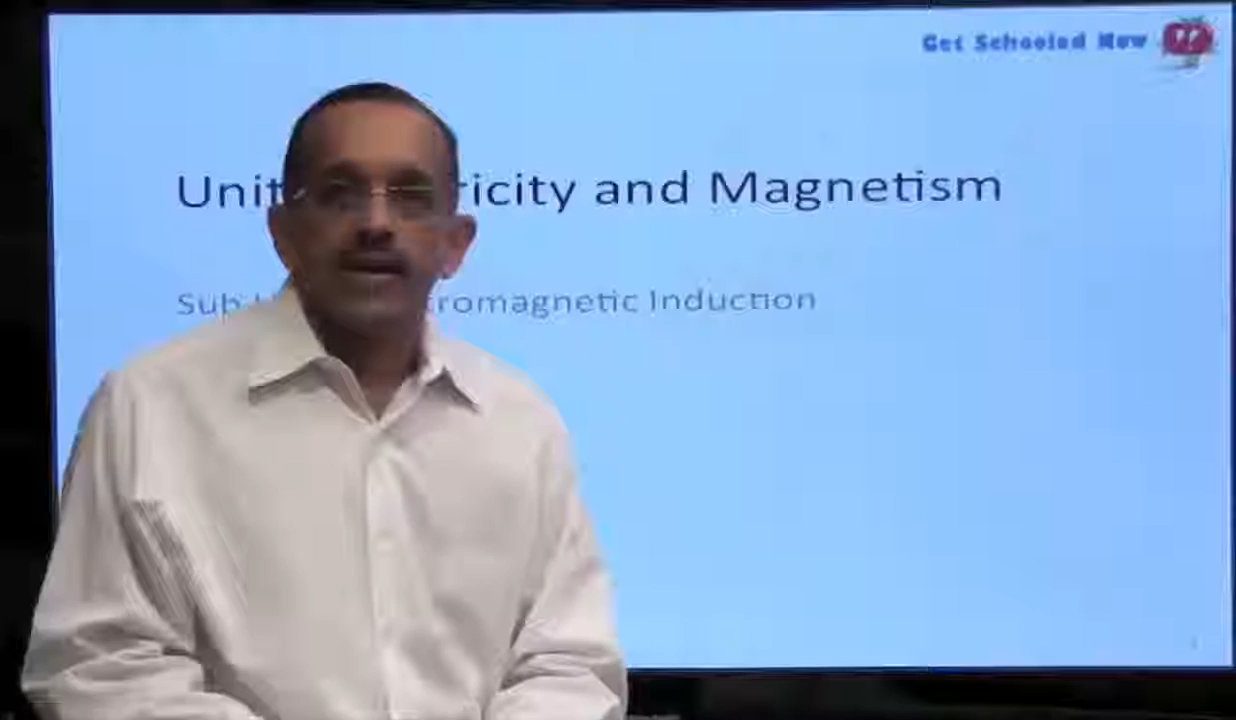 Get Schooled Now
Unit ricity and Magnetism
Sub romagnetic Induction